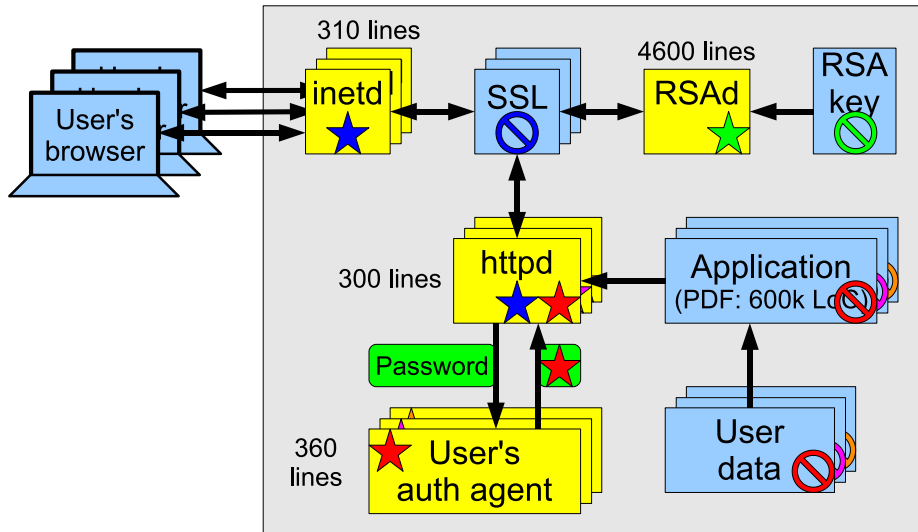 310 lines
4600 lines
User's
browser
inetd
SSL
RSAd
RSA
key
300 lines
httpd
Application
(PDF: 600k LoC)
Password
360
lines
User's
auth agent
User
data